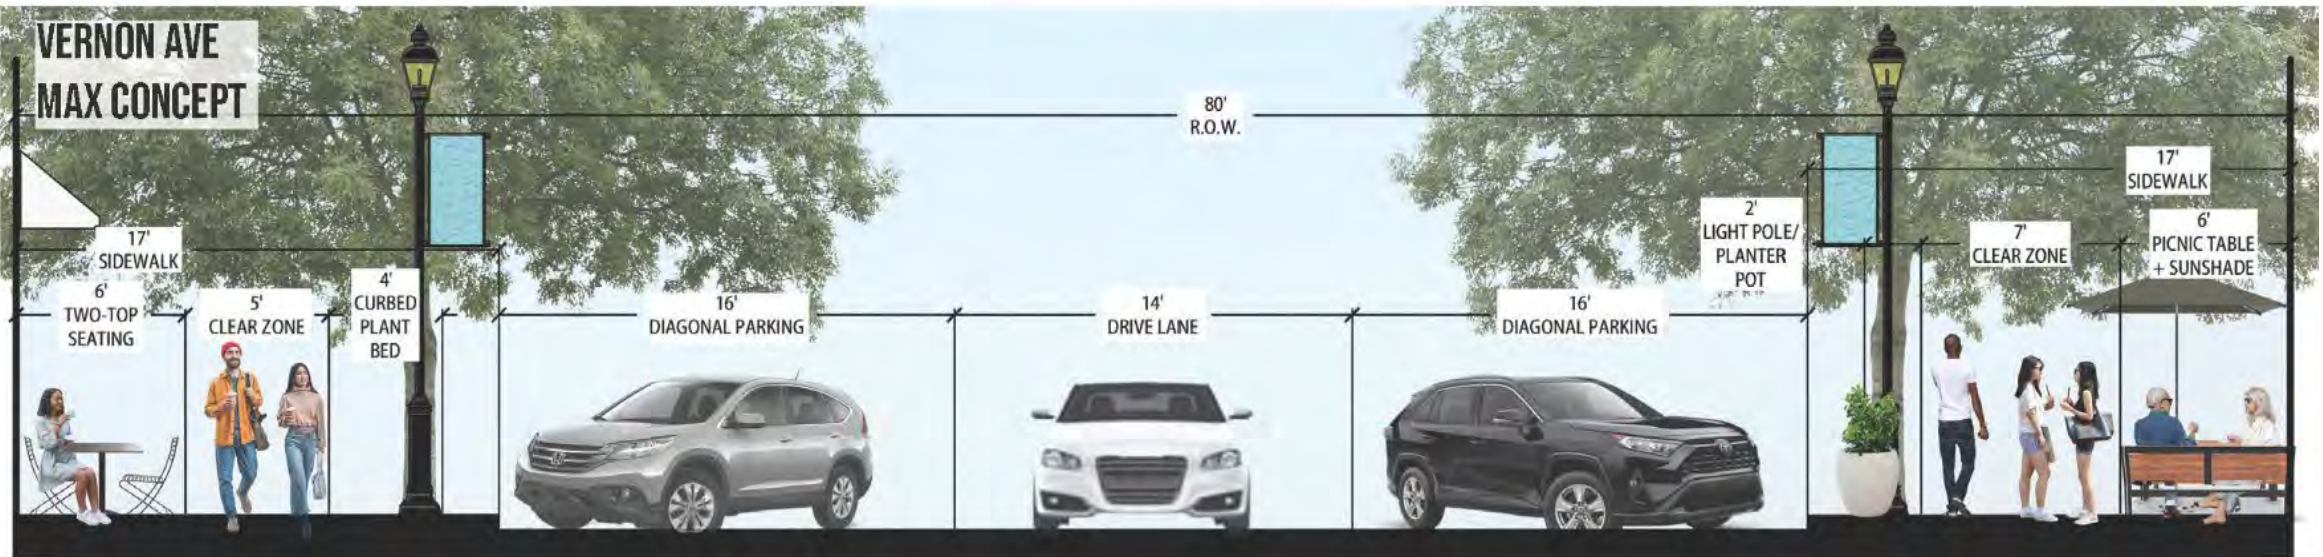 VERNON AVE
MAX CONCEPT
80'
R.O.W.
17'
SIDEWALK
17'
SIDEWALK
6'
TWO-TOP
SEATING
5'
CLEAR ZONE
4'
CURBED
PLANT
BED
16'
DIAGONAL PARKING
14'
DRIVE LANE
16'
DIAGONAL PARKING
2'
LIGHT POLE/
PLANTER
POT
7'
CLEAR ZONE
6'
PICNIC TABLE
+ SUNSHADE